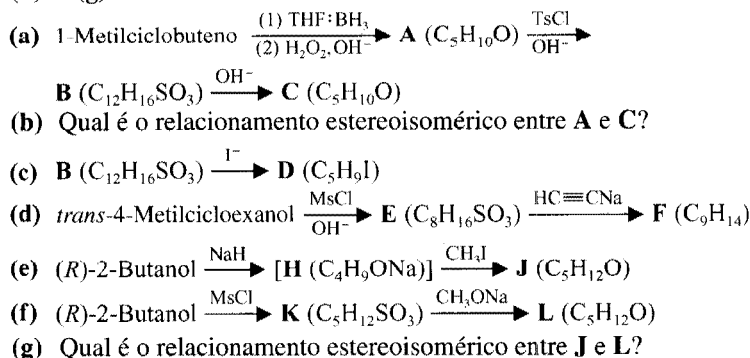 (a) 1-Metilciclobuteno (1) THF:BH₃ (2) H₂O₂, OH⁻ A (C₅H₁₀O) TsCl OH⁻
B (C₁₂H₁₆SO₃) OH⁻ C (C₅H₁₀O)
(b) Qual é o relacionamento estereoisomérico entre A e C?
(c) B (C₁₂H₁₆SO₃) I⁻ D (C₅H₉I)
(d) trans-4-Metilcicloexanol MsCl OH⁻ E (C₈H₁₆SO₃) HC≡CNa F (C₉H₁₄)
(e) (R)-2-Butanol NaH [H (C₄H₉ONa)] CH₃I J (C₅H₁₂O)
(f) (R)-2-Butanol MsCl K (C₅H₁₂SO₃) CH₃ONa L (C₅H₁₂O)
(g) Qual é o relacionamento estereoisomérico entre J e L?